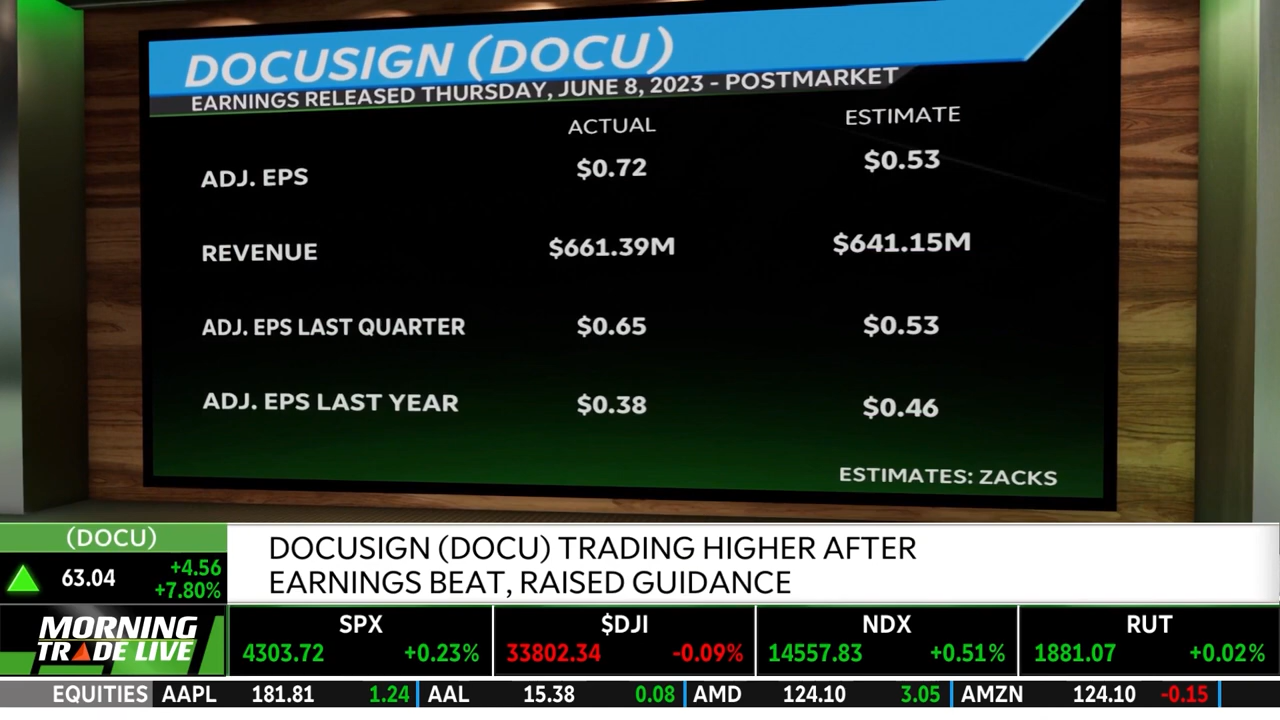 DOCUSIGN (DOCU)
EARNINGS RELEASED THURSDAY, JUNE 8, 2023 - POSTMARKET
ACTUAL ESTIMATE
ADJ. EPS $0.72 $0.53
REVENUE $661.39M $641.15M
ADJ. EPS LAST QUARTER $0.65 $0.53
ADJ. EPS LAST YEAR $0.38 $0.46
ESTIMATES: ZACKS
(DOCU)
63.04 +4.56
+7.80%
DOCUSIGN (DOCU) TRADING HIGHER AFTER
EARNINGS BEAT, RAISED GUIDANCE
MORNING
TRADE LIVE
SPX $DJI NDX RUT
4303.72 +0.23% 33802.34 -0.09% 14557.83 +0.51% 1881.07 +0.02%
EQUITIES AAPL 181.81 1.24 AAL 15.38 0.08 AMD 124.10 3.05 AMZN 124.10 -0.15